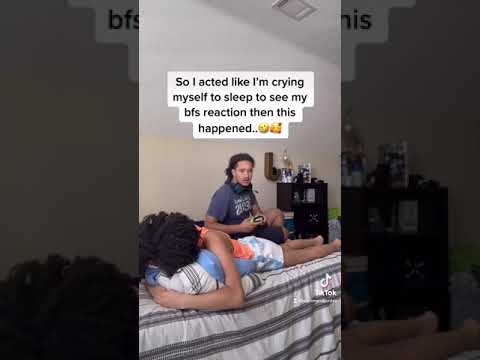 So I acted like I'm crying
myself to sleep to see my
bfs reaction then this
happened..🤣🥰
TikTok